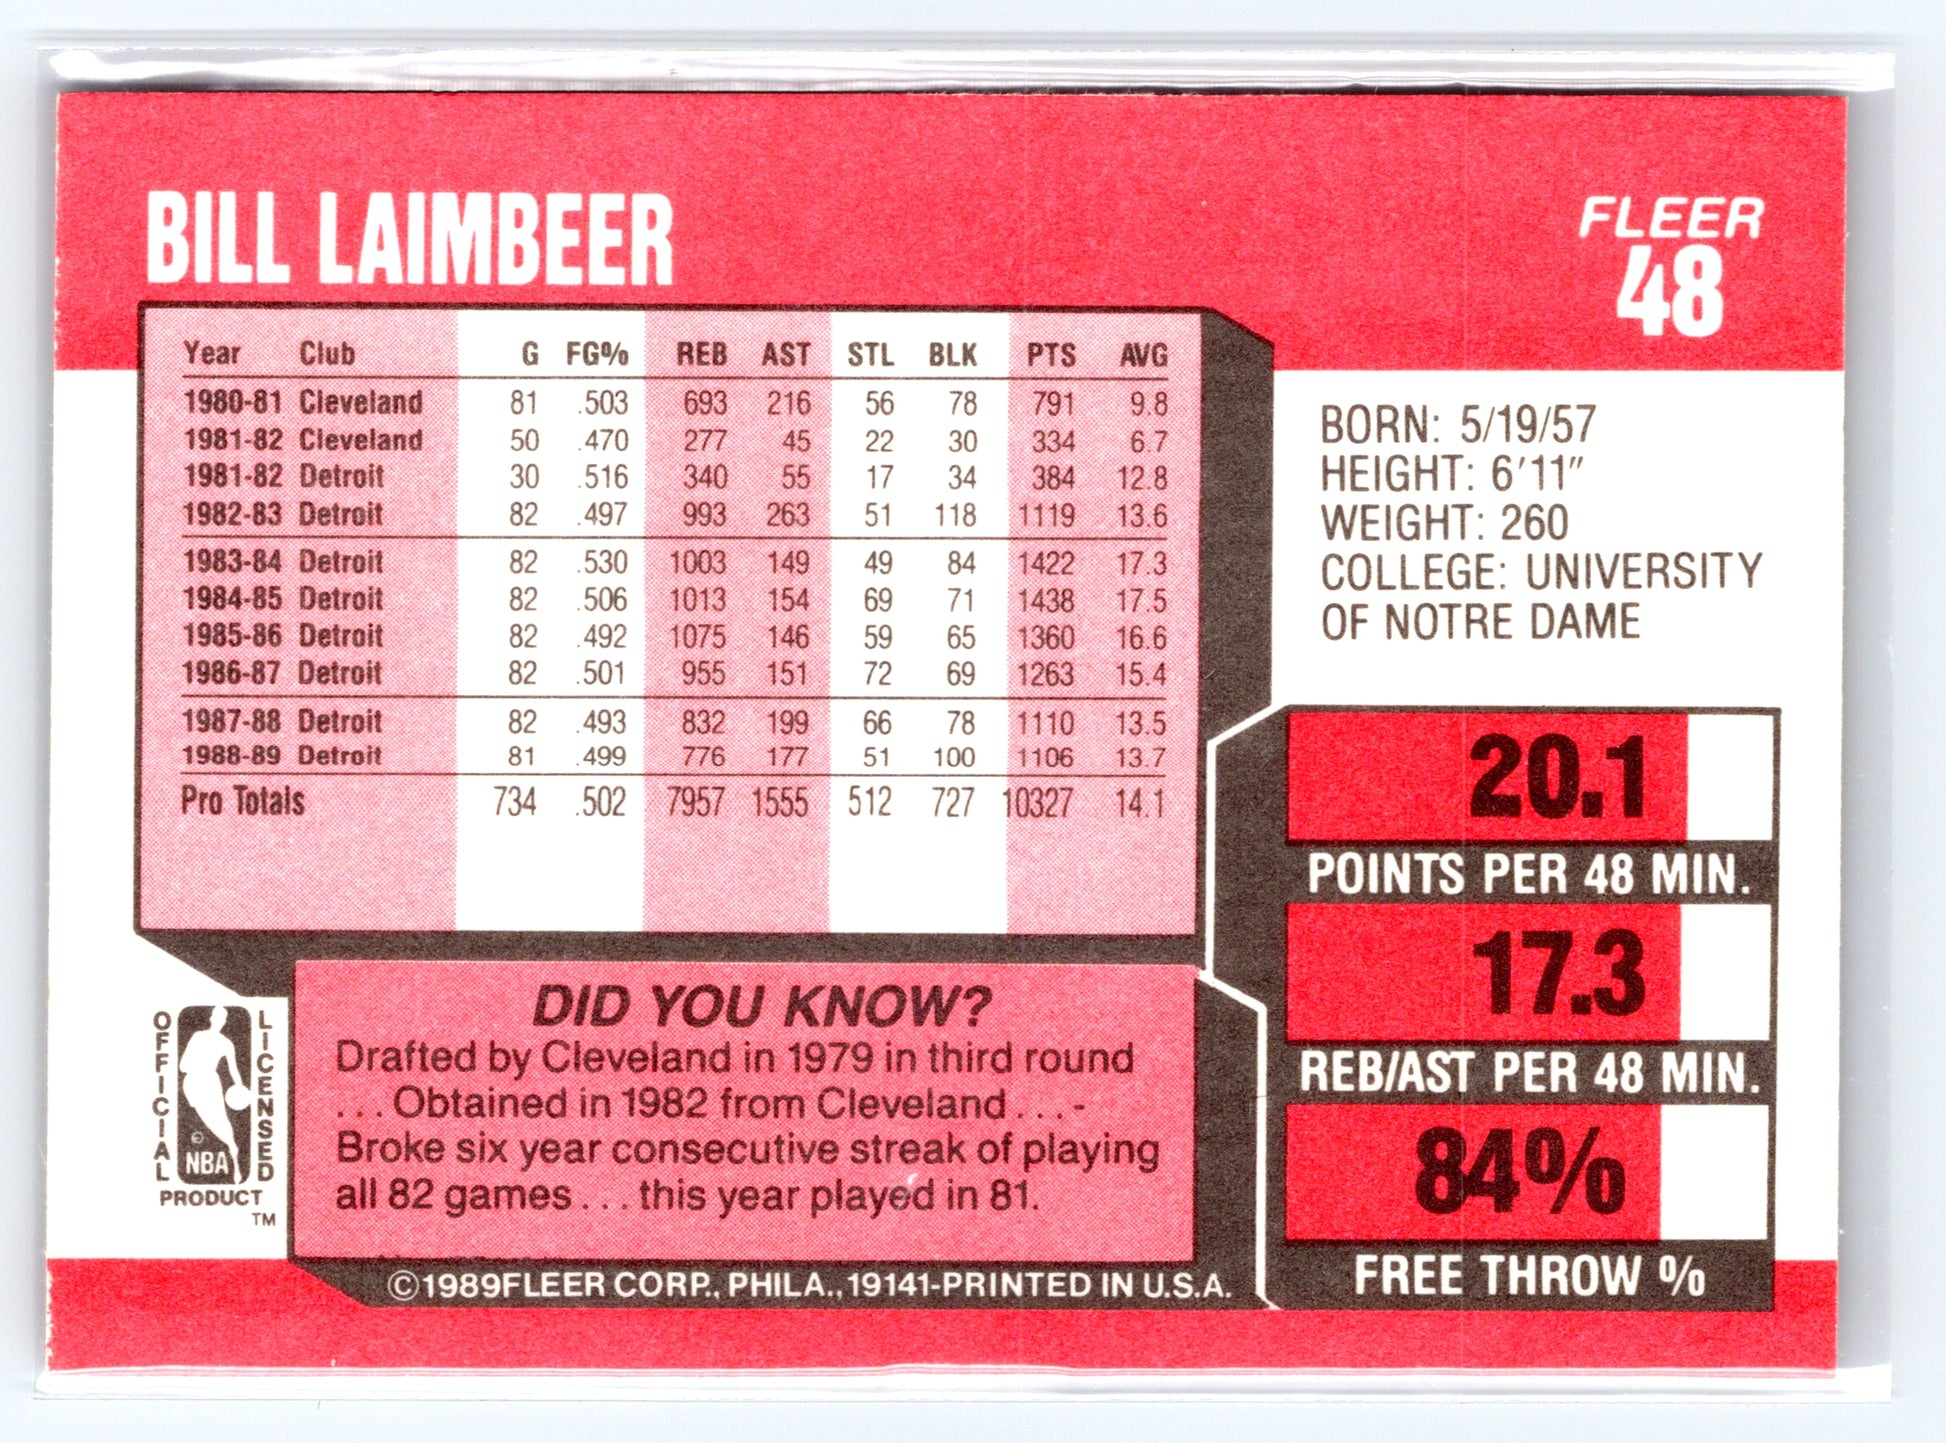 BILL LAIMBEER
FLEER
48
Year Club G FG% REB AST STL BLK PTS AVG
1980-81 Cleveland 81 .503 693 216 56 78 791 9.8
1981-82 Cleveland 50 .470 277 45 22 30 334 6.7
1981-82 Detroit 30 .516 340 55 17 34 384 12.8
1982-83 Detroit 82 .497 993 263 51 118 1119 13.6
1983-84 Detroit 82 .530 1003 149 49 84 1422 17.3
1984-85 Detroit 82 .506 1013 154 69 71 1438 17.5
1985-86 Detroit 82 .492 1075 146 59 65 1360 16.6
1986-87 Detroit 82 .501 955 151 72 69 1263 15.4
1987-88 Detroit 82 .493 832 199 66 78 1110 13.5
1988-89 Detroit 81 .499 776 177 51 100 1106 13.7
Pro Totals 734 .502 7957 1555 512 727 10327 14.1
BORN: 5/19/57
HEIGHT: 6'11"
WEIGHT: 260
COLLEGE: UNIVERSITY
OF NOTRE DAME
20.1
POINTS PER 48 MIN.
17.3
REB/AST PER 48 MIN.
84%
FREE THROW %
DID YOU KNOW?
Drafted by Cleveland in 1979 in third round
...Obtained in 1982 from Cleveland...-
Broke six year consecutive streak of playing
all 82 games...this year played in 81.
OFFICIAL
LICENSED
© NBA
PRODUCT
TM
©1989FLEER CORP., PHILA., 19141-PRINTED IN U.S.A.